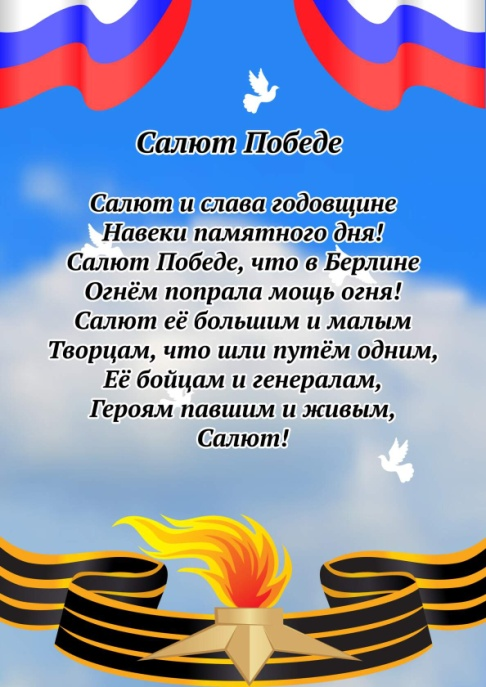 Салют Победе
Салют и слава годовщине
Навеки памятного дня!
Салют Победе, что в Берлине
Огнём попрала мощь огня!
Салют её большим и малым
Творцам, что шли путём одним,
Её бойцам и генералам,
Героям павшим и живым,
Салют!